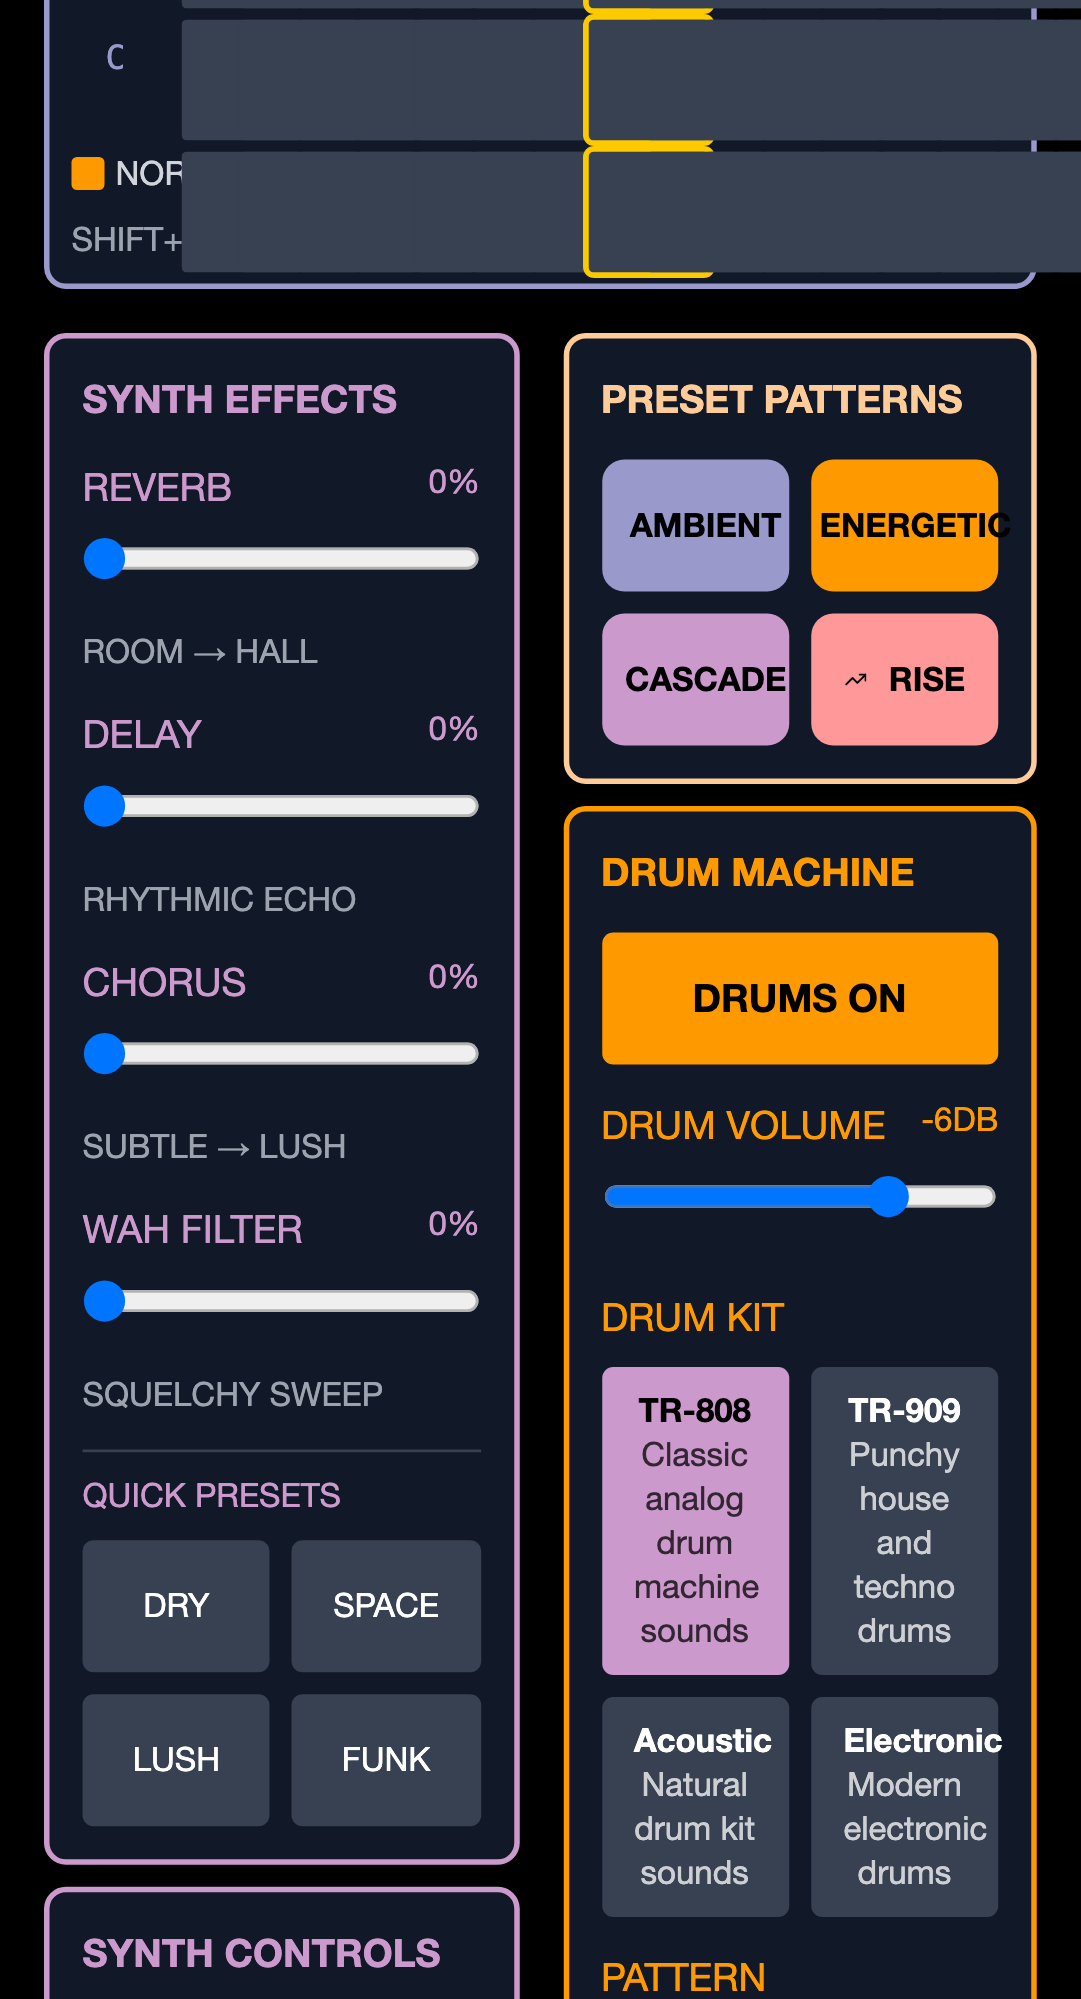 C
NOR
SHIFT+
SYNTH EFFECTS
REVERB 0%
ROOM → HALL
DELAY 0%
RHYTHMIC ECHO
CHORUS 0%
SUBTLE → LUSH
WAH FILTER 0%
SQUELCHY SWEEP
QUICK PRESETS
DRY SPACE
LUSH FUNK
SYNTH CONTROLS
PRESET PATTERNS
AMBIENT ENERGETIC
CASCADE RISE
DRUM MACHINE
DRUMS ON
DRUM VOLUME -6DB
DRUM KIT
TR-808
Classic
analog
drum
machine
sounds
TR-909
Punchy
house
and
techno
drums
Acoustic
Natural
drum kit
sounds
Electronic
Modern
electronic
drums
PATTERN